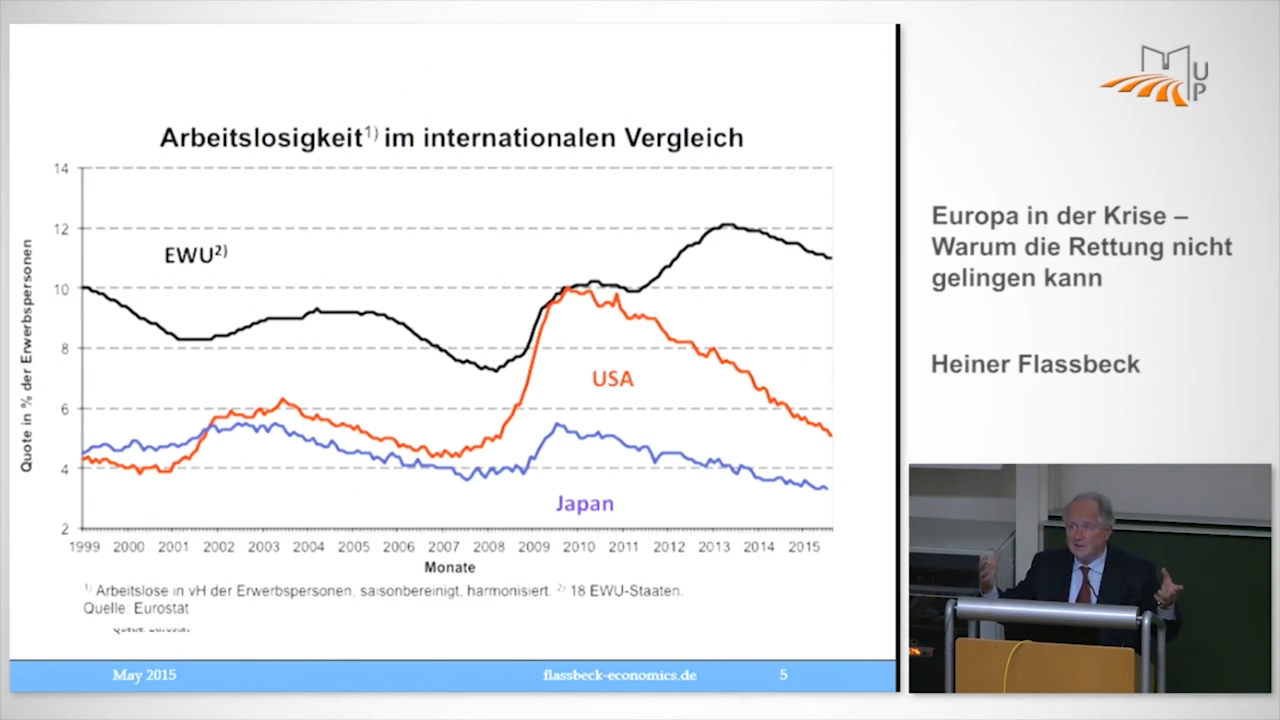 Arbeitslosigkeit1) im internationalen Vergleich
Quote in % der Erwerbspersonen
14
12
10
8
6
4
2
EWU2)
USA
Japan
1999 2000 2001 2002 2003 2004 2005 2006 2007 2008 2009 2010 2011 2012 2013 2014 2015
Monate
1) Arbeitslose in vH der Erwerbspersonen, saisonbereinigt, harmonisiert. 2) 18 EWU-Staaten.
Quelle: Eurostat
May 2015 flassbeck-economics.de 5
M U P
Europa in der Krise –
Warum die Rettung nicht
gelingen kann
Heiner Flassbeck